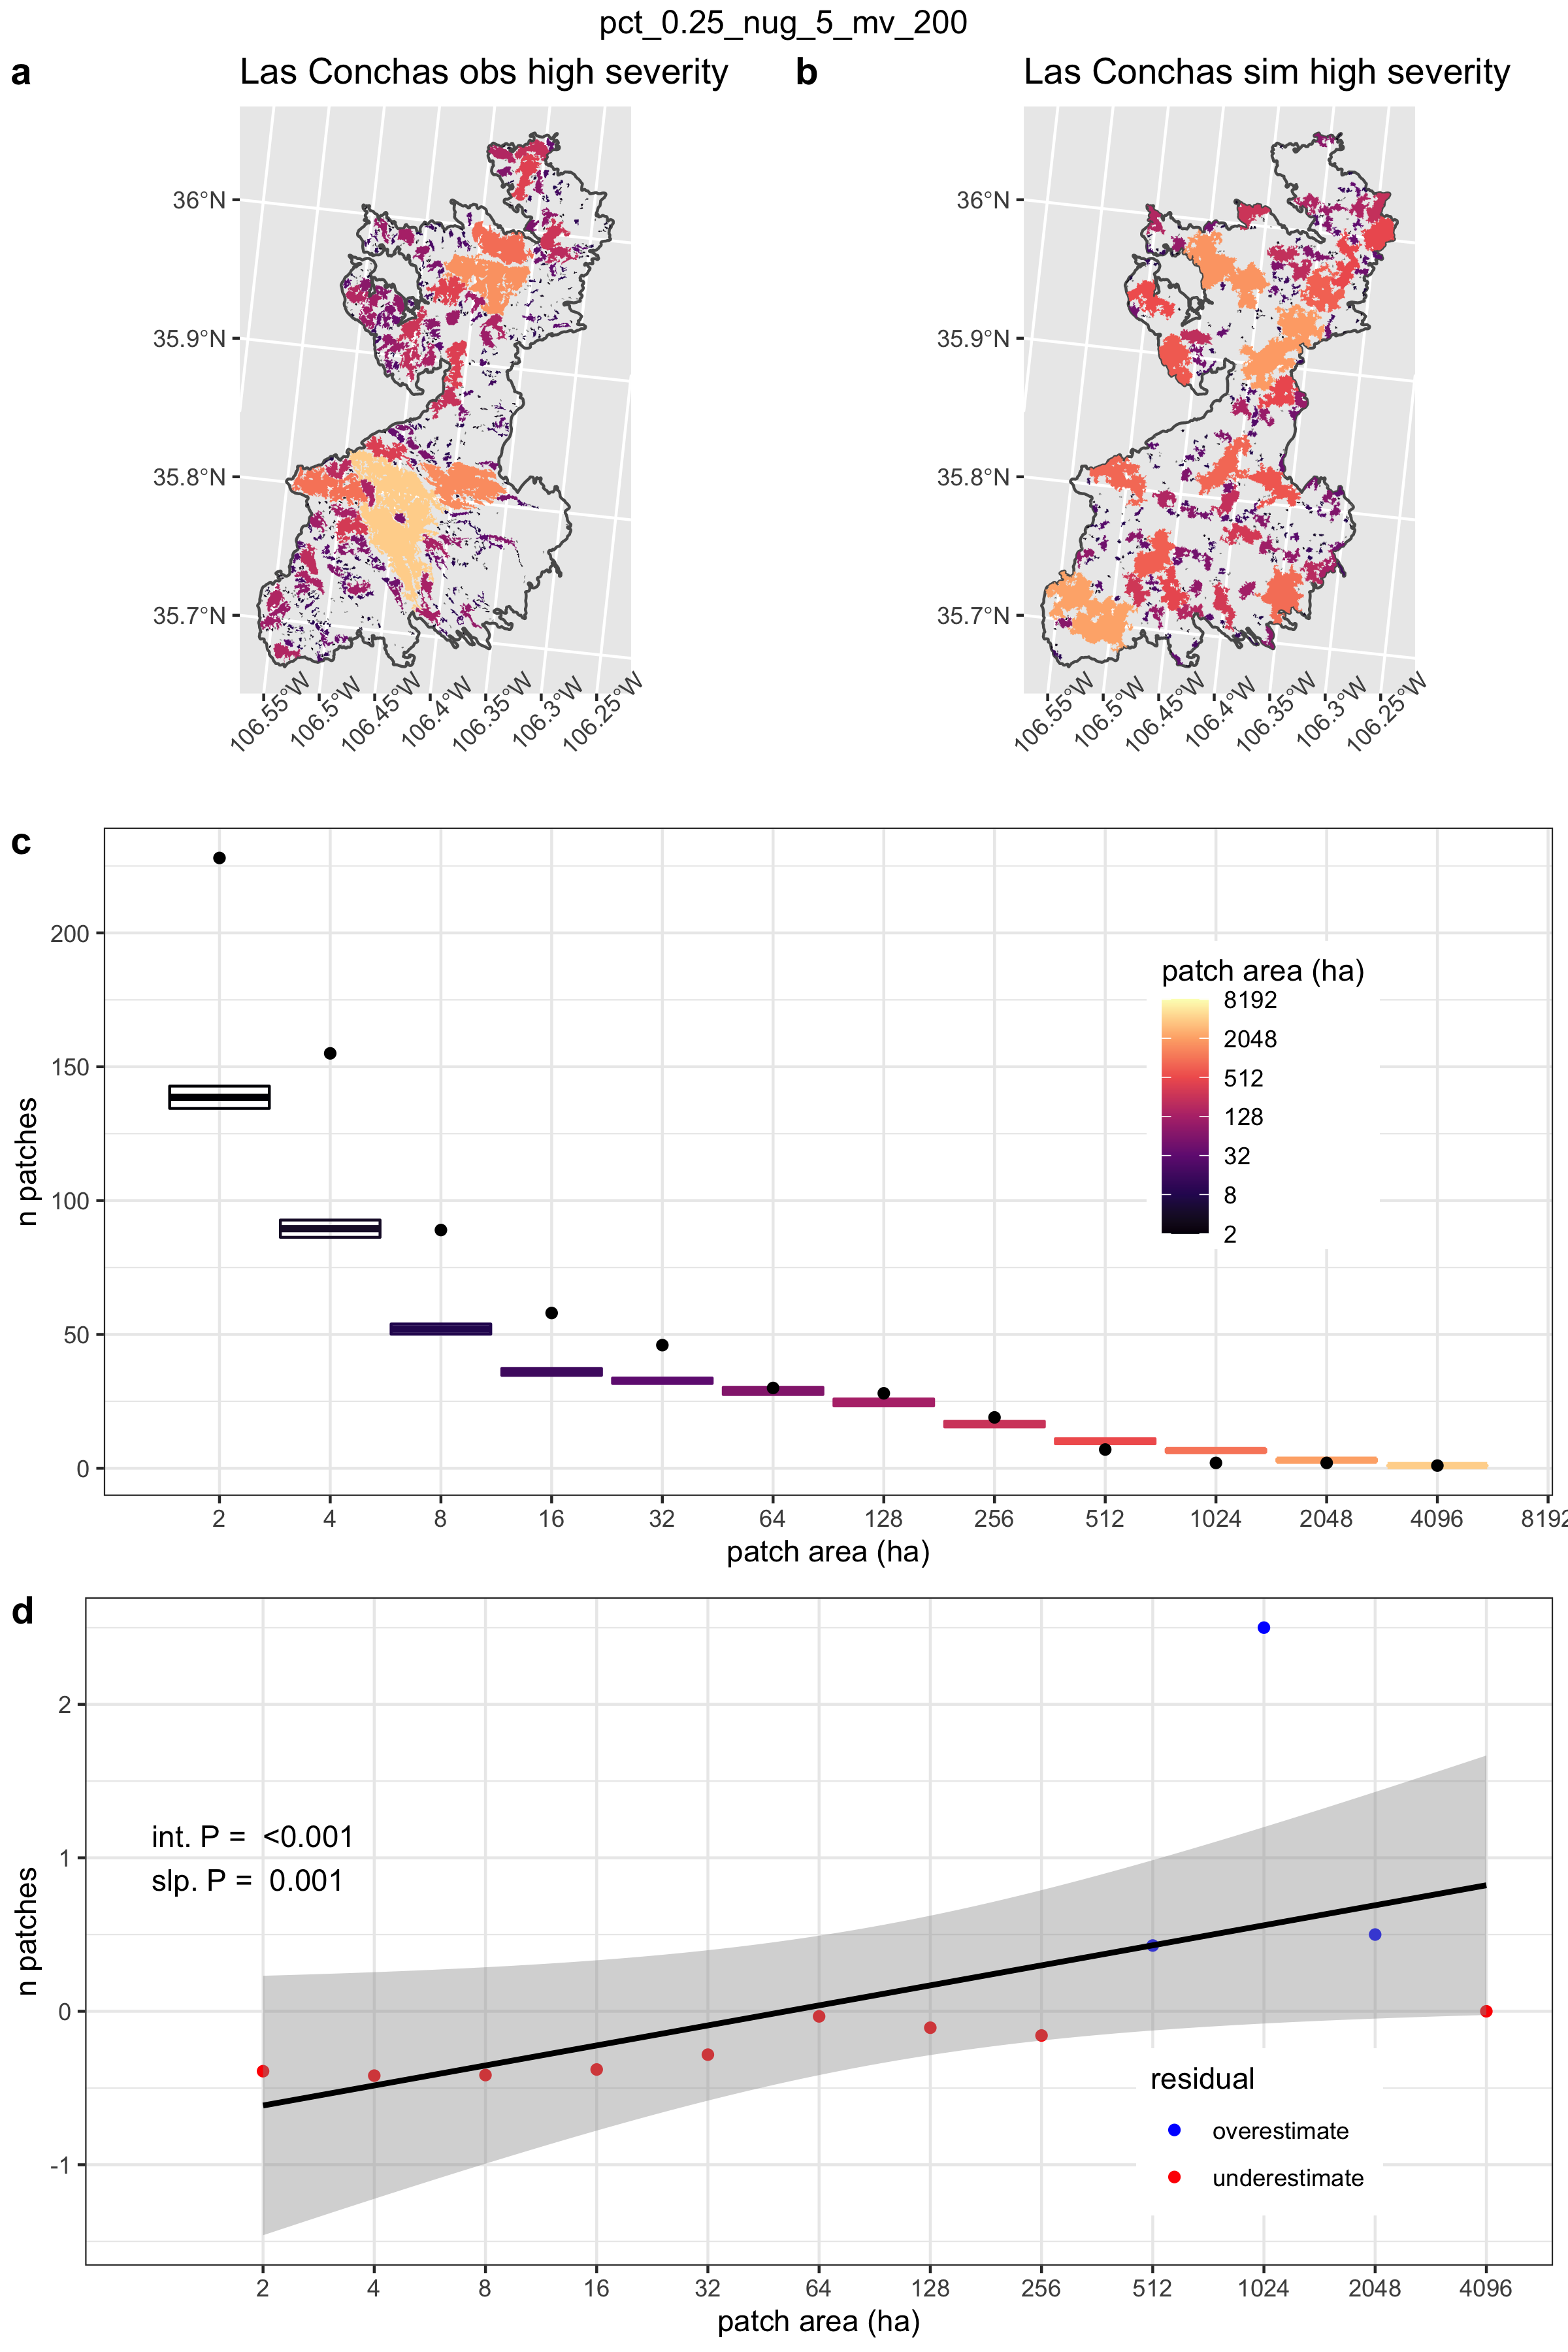 pct_0.25_nug_5_mv_200
a
Las Conchas obs high severity
36°N
35.9°N
35.8°N
35.7°N
106.55°W
106.5°W
106.45°W
106.4°W
106.35°W
106.3°W
106.25°W
b
Las Conchas sim high severity
36°N
35.9°N
35.8°N
35.7°N
106.55°W
106.5°W
106.45°W
106.4°W
106.35°W
106.3°W
106.25°W
c
n patches
200
150
100
50
0
patch area (ha)
8192
2048
512
128
32
8
2
2 4 8 16 32 64 128 256 512 1024 2048 4096 8192
patch area (ha)
d
n patches
2
1
0
-1
int. P = <0.001
slp. P = 0.001
residual
overestimate
underestimate
2 4 8 16 32 64 128 256 512 1024 2048 4096
patch area (ha)